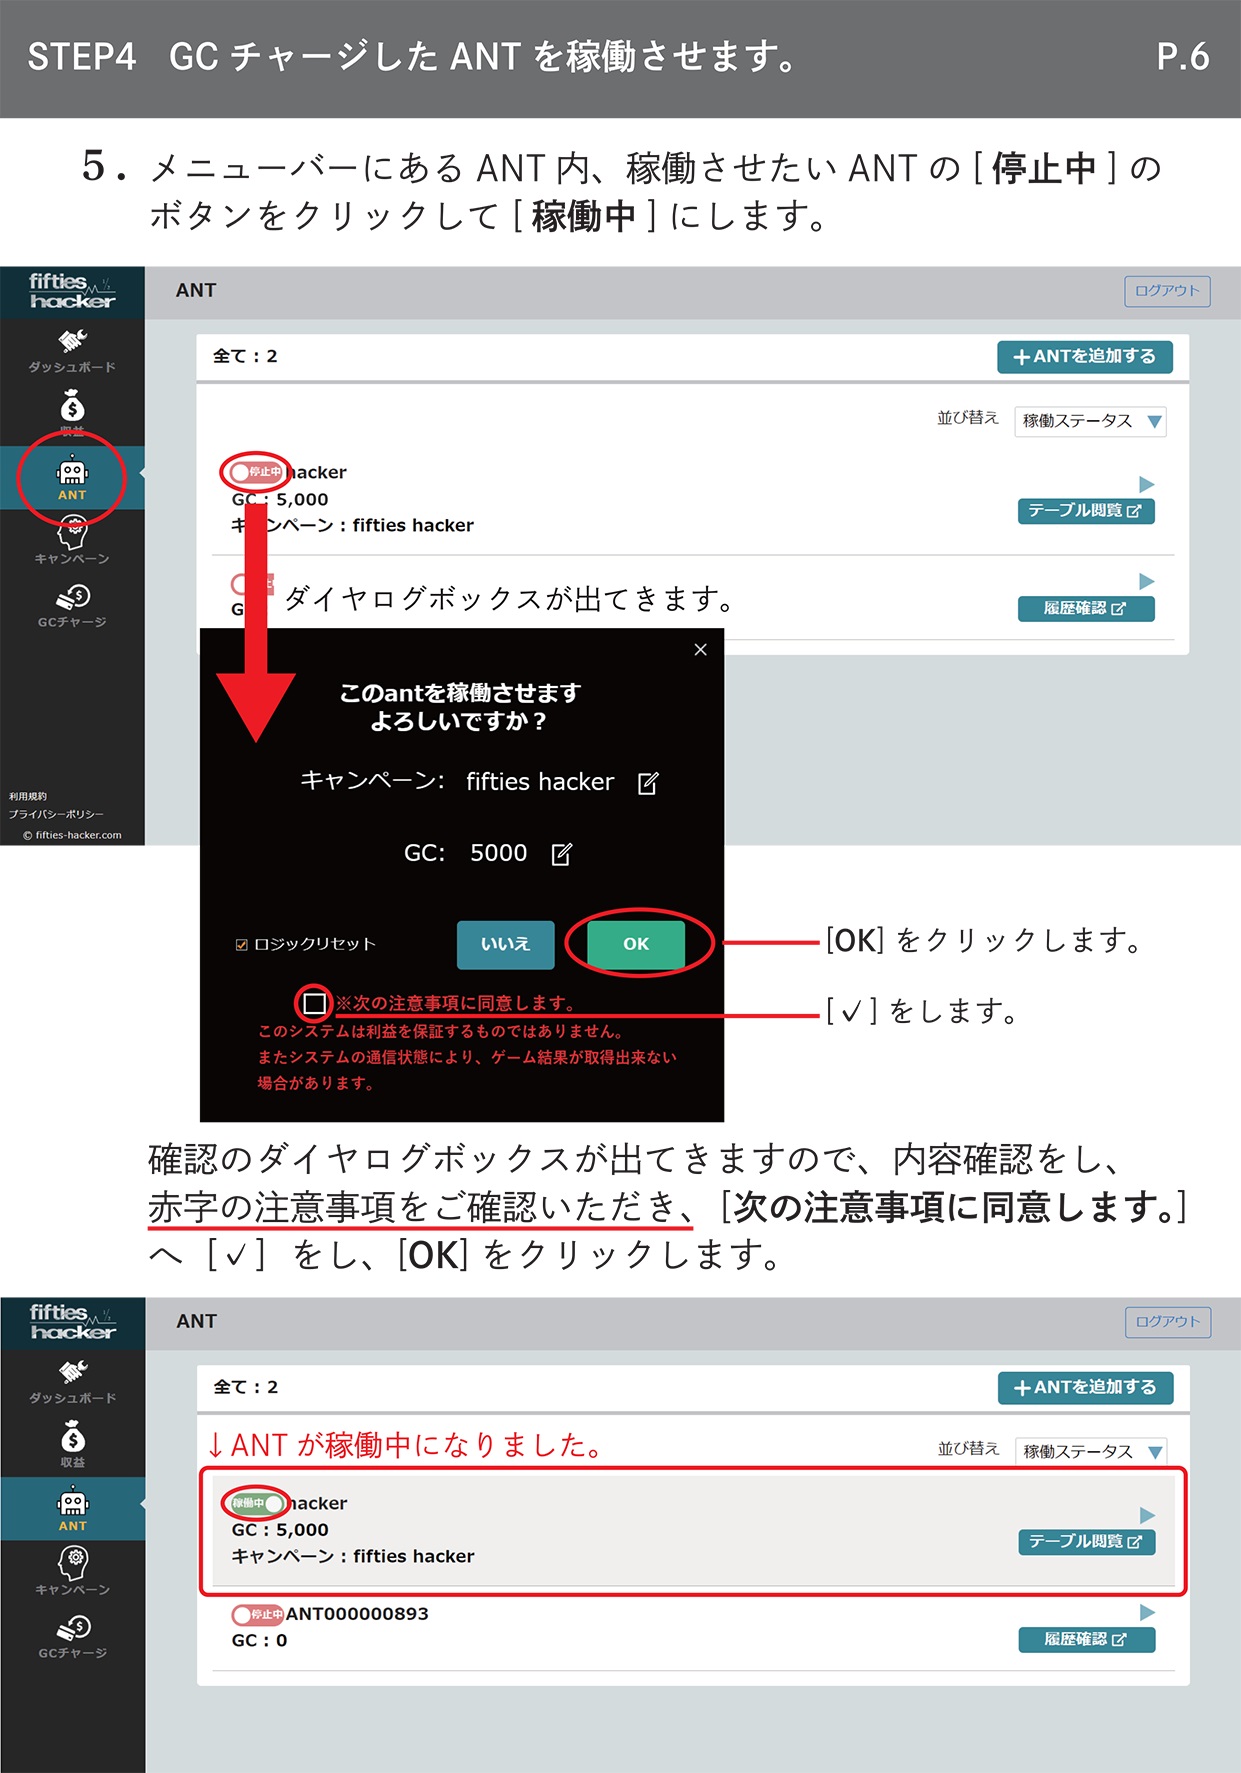 STEP4 GC チャージした ANT を稼働させます。 P.6
5. メニューバーにある ANT 内、稼働させたい ANT の [ 停止中 ] の
ボタンをクリックして [ 稼働中 ] にします。
fifties 1/2
hacker
ANT
ログアウト
ダッシュボード
収益
ANT
キャンペーン
GCチャージ
利用規約
プライバシーポリシー
© fifties-hacker.com
全て : 2
+ANTを追加する
並び替え 稼働ステータス
停止中 hacker
GC : 5,000
キャンペーン : fifties hacker
テーブル閲覧
履歴確認
ダイヤログボックスが出てきます。
×
このantを稼働させます
よろしいですか？
キャンペーン: fifties hacker
GC: 5000
ロジックリセット
いいえ
OK
※次の注意事項に同意します。
このシステムは利益を保証するものではありません。
またシステムの通信状態により、ゲーム結果が取得出来ない
場合があります。
[OK] をクリックします。
[ ✓ ] をします。
確認のダイヤログボックスが出てきますので、内容確認をし、
赤字の注意事項をご確認いただき、[次の注意事項に同意します。]
へ [ ✓ ] をし、[OK] をクリックします。
fifties 1/2
hacker
ANT
ログアウト
ダッシュボード
収益
ANT
キャンペーン
GCチャージ
全て : 2
+ANTを追加する
↓ANT が稼働中になりました。
並び替え 稼働ステータス
稼働中 hacker
GC : 5,000
キャンペーン : fifties hacker
テーブル閲覧
停止中 ANT000000893
GC : 0
履歴確認